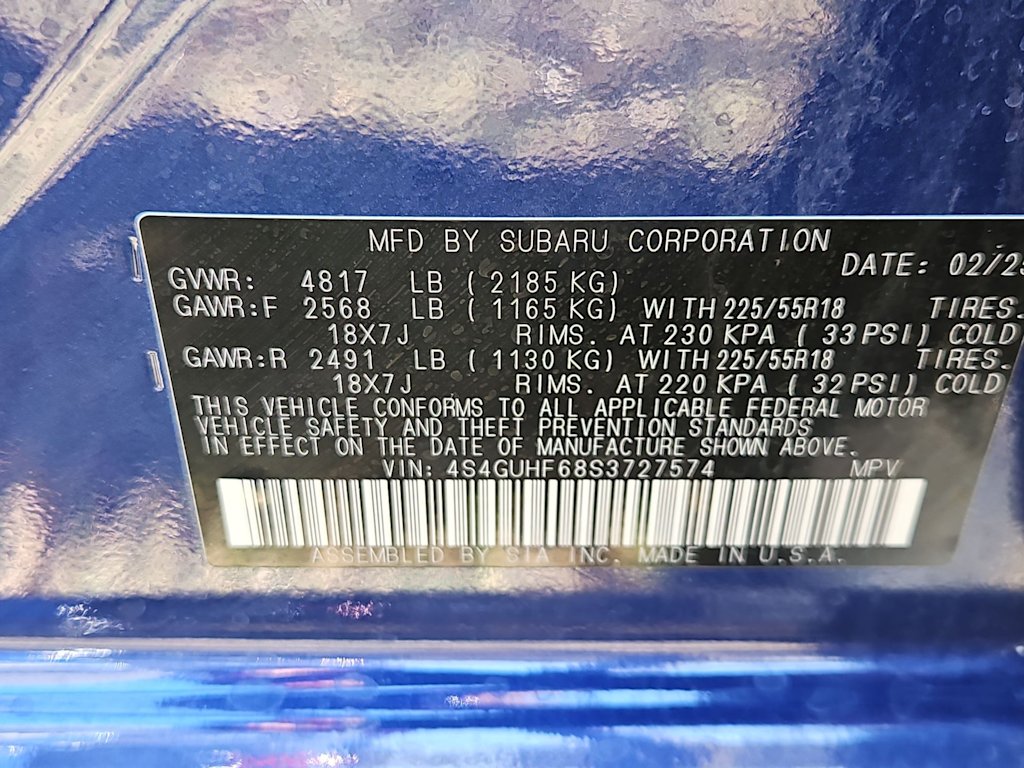 MFD BY SUBARU CORPORATION
DATE: 02/25
GVWR: 4817 LB ( 2185 KG)
GAWR:F 2568 LB ( 1165 KG) WITH 225/55R18 TIRES.
18X7J RIMS. AT 230 KPA ( 33 PSI) COLD
GAWR:R 2491 LB ( 1130 KG) WITH 225/55R18 TIRES.
18X7J RIMS. AT 220 KPA ( 32 PSI) COLD
THIS VEHICLE CONFORMS TO ALL APPLICABLE FEDERAL MOTOR
VEHICLE SAFETY AND THEFT PREVENTION STANDARDS
IN EFFECT ON THE DATE OF MANUFACTURE SHOWN ABOVE.
VIN: 4S4GUHF68S3727574 MPV
ASSEMBLED BY SIA INC. MADE IN U.S.A.